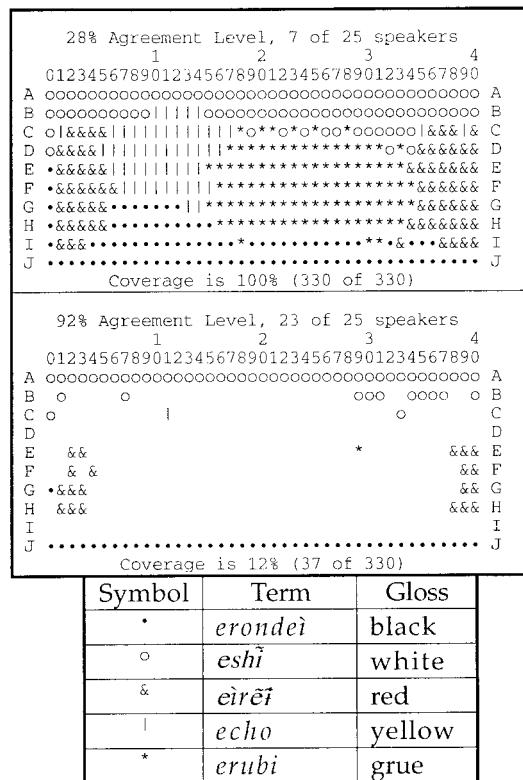 28% Agreement Level, 7 of 25 speakers
1 2 3 4
01234567890123456789012345678901234567890
A ooooooooooooooooooooooooooooooooooooooooo A
B oooooooooo|||||oooooooooooooooooooooooooo B
C o|&&&&||||||||||||*o**o*o*oo*oooooo|&&&|& C
D o&&&&||||||||||||***************o*o&&&&&& D
E •&&&&&|||||||||*******************&&&&&&& E
F •&&&&&|||||||||*******************&&&&&&& F
G •&&&&&•••••••||*******************&&&&&&& G
H •&&&&&••••••••••******************&&&&&&& H
I •&&&••••••••••••••*•••••••••••**•&•••&&&& I
J ••••••••••••••••••••••••••••••••••••••••• J
Coverage is 100% (330 of 330)
92% Agreement Level, 23 of 25 speakers
1 2 3 4
01234567890123456789012345678901234567890
A ooooooooooooooooooooooooooooooooooooooooo A
B o o ooo oooo o B
C o | o C
D D
E && * &&& E
F & & && F
G •&&& && G
H &&& &&& H
I I
J ••••••••••••••••••••••••••••••••••••••••• J
Coverage is 12% (37 of 330)
Symbol Term Gloss
• erondeì black
o eshĩ̀ white
& eìrẽĩ́ red
| echo yellow
* erubi grue